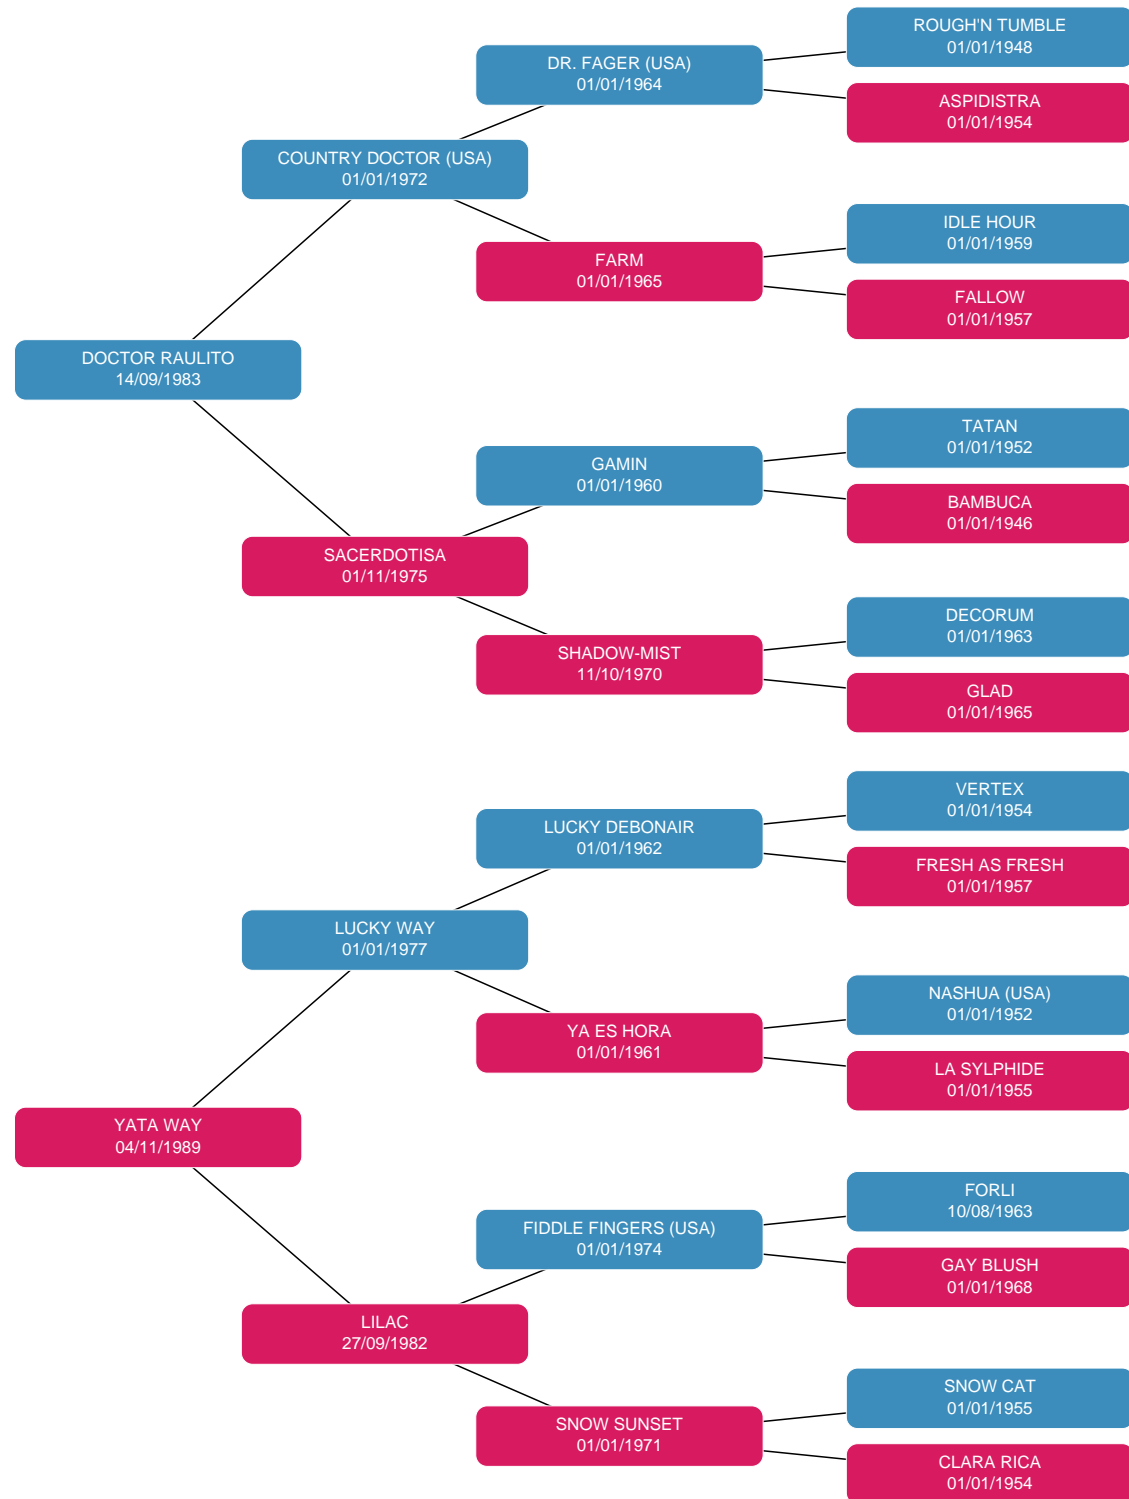 ROUGH'N TUMBLE
01/01/1948
DR. FAGER (USA)
01/01/1964
ASPIDISTRA
01/01/1954
COUNTRY DOCTOR (USA)
01/01/1972
IDLE HOUR
01/01/1959
FARM
01/01/1965
FALLOW
01/01/1957
DOCTOR RAULITO
14/09/1983
TATAN
01/01/1952
GAMIN
01/01/1960
BAMBUCA
01/01/1946
SACERDOTISA
01/11/1975
DECORUM
01/01/1963
SHADOW-MIST
11/10/1970
GLAD
01/01/1965
VERTEX
01/01/1954
LUCKY DEBONAIR
01/01/1962
FRESH AS FRESH
01/01/1957
LUCKY WAY
01/01/1977
NASHUA (USA)
01/01/1952
YA ES HORA
01/01/1961
LA SYLPHIDE
01/01/1955
YATA WAY
04/11/1989
FORLI
10/08/1963
FIDDLE FINGERS (USA)
01/01/1974
GAY BLUSH
01/01/1968
LILAC
27/09/1982
SNOW CAT
01/01/1955
SNOW SUNSET
01/01/1971
CLARA RICA
01/01/1954